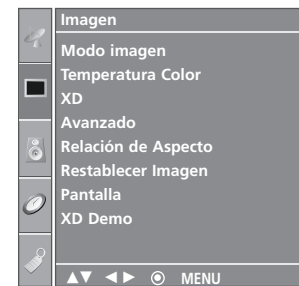 Imagen
Modo imagen
Temperatura Color
XD
Avanzado
Relación de Aspecto
Restablecer Imagen
Pantalla
XD Demo
▲▼ ◄► ◉ MENU